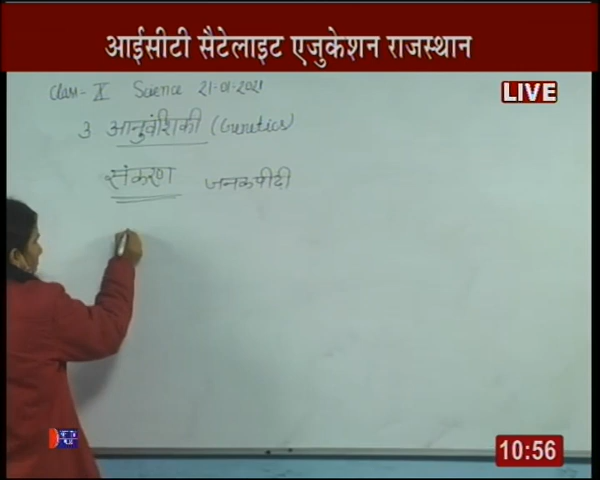 आईसीटी सैटेलाइट एजुकेशन राजस्थान
LIVE
Class- X Science 21-01-2021
3 आनुवंशिकी (Genetics)
संकरण जनकपीढी
10:56